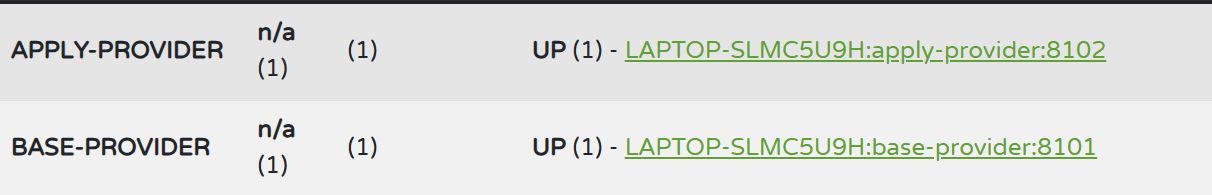 APPLY-PROVIDER n/a (1) (1) UP (1) - LAPTOP-SLMC5U9H:apply-provider:8102
BASE-PROVIDER n/a (1) (1) UP (1) - LAPTOP-SLMC5U9H:base-provider:8101